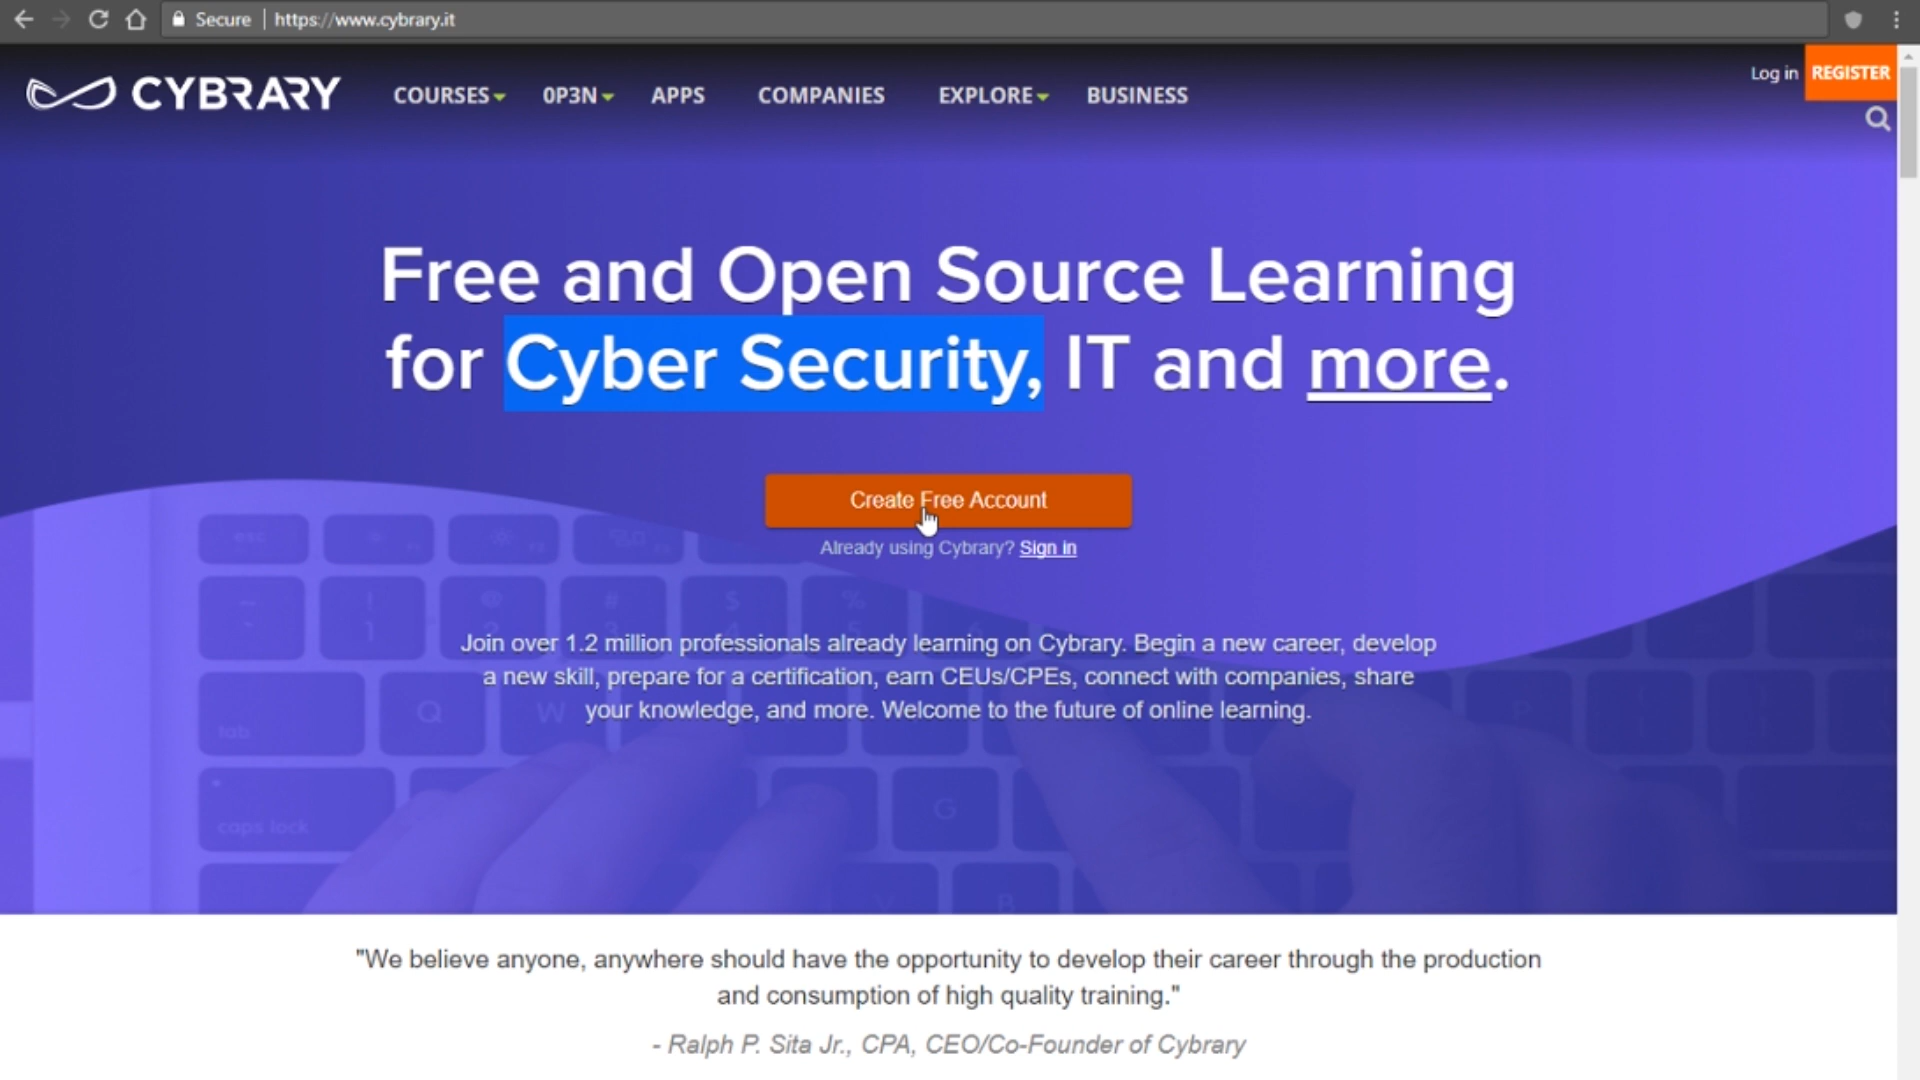 Secure | https://www.cybrary.it
CYBRARY COURSES 0P3N APPS COMPANIES EXPLORE BUSINESS Log in REGISTER
Free and Open Source Learning
for Cyber Security, IT and more.
Create Free Account
Already using Cybrary? Sign in
Join over 1.2 million professionals already learning on Cybrary. Begin a new career, develop
a new skill, prepare for a certification, earn CEUs/CPEs, connect with companies, share
your knowledge, and more. Welcome to the future of online learning.
esc
Q W
tab
G
caps lock
V B
"We believe anyone, anywhere should have the opportunity to develop their career through the production
and consumption of high quality training."
- Ralph P. Sita Jr., CPA, CEO/Co-Founder of Cybrary